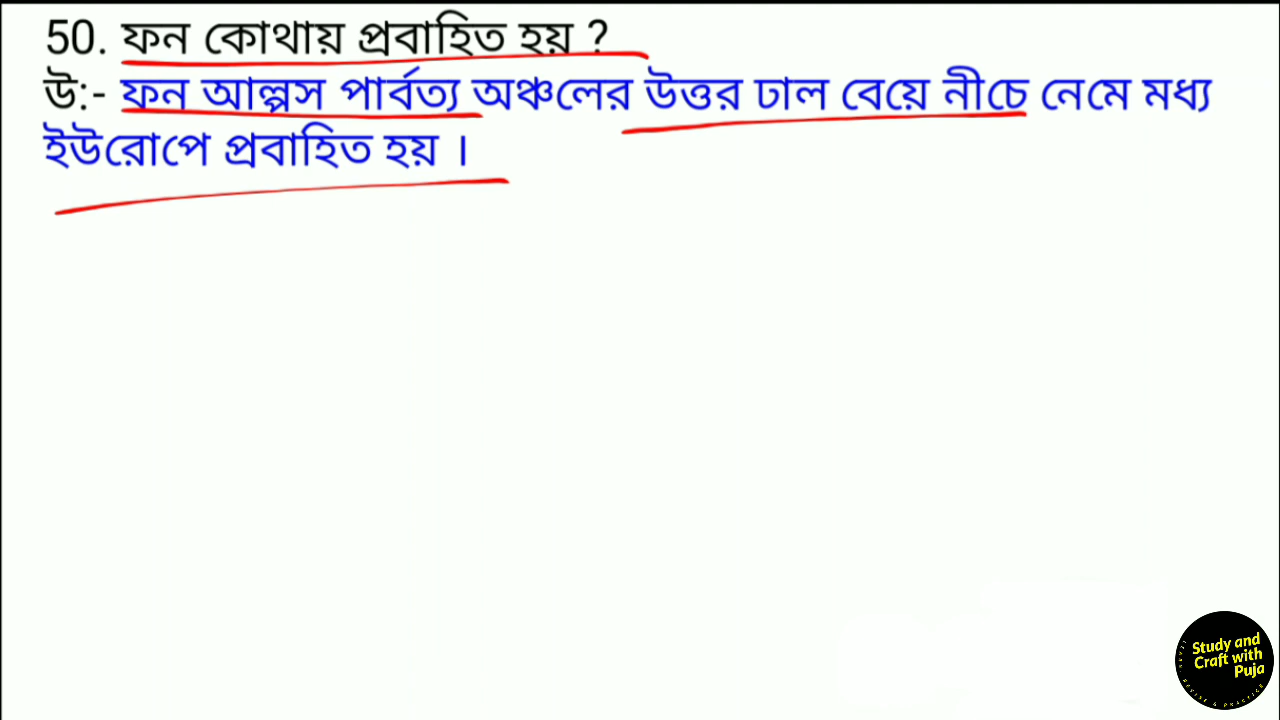 50. ফন কোথায় প্রবাহিত হয় ?
উ:- ফন আল্পস পার্বত্য অঞ্চলের উত্তর ঢাল বেয়ে নীচে নেমে মধ্য
ইউরোপে প্রবাহিত হয় ।
Study and
Craft with
Puja